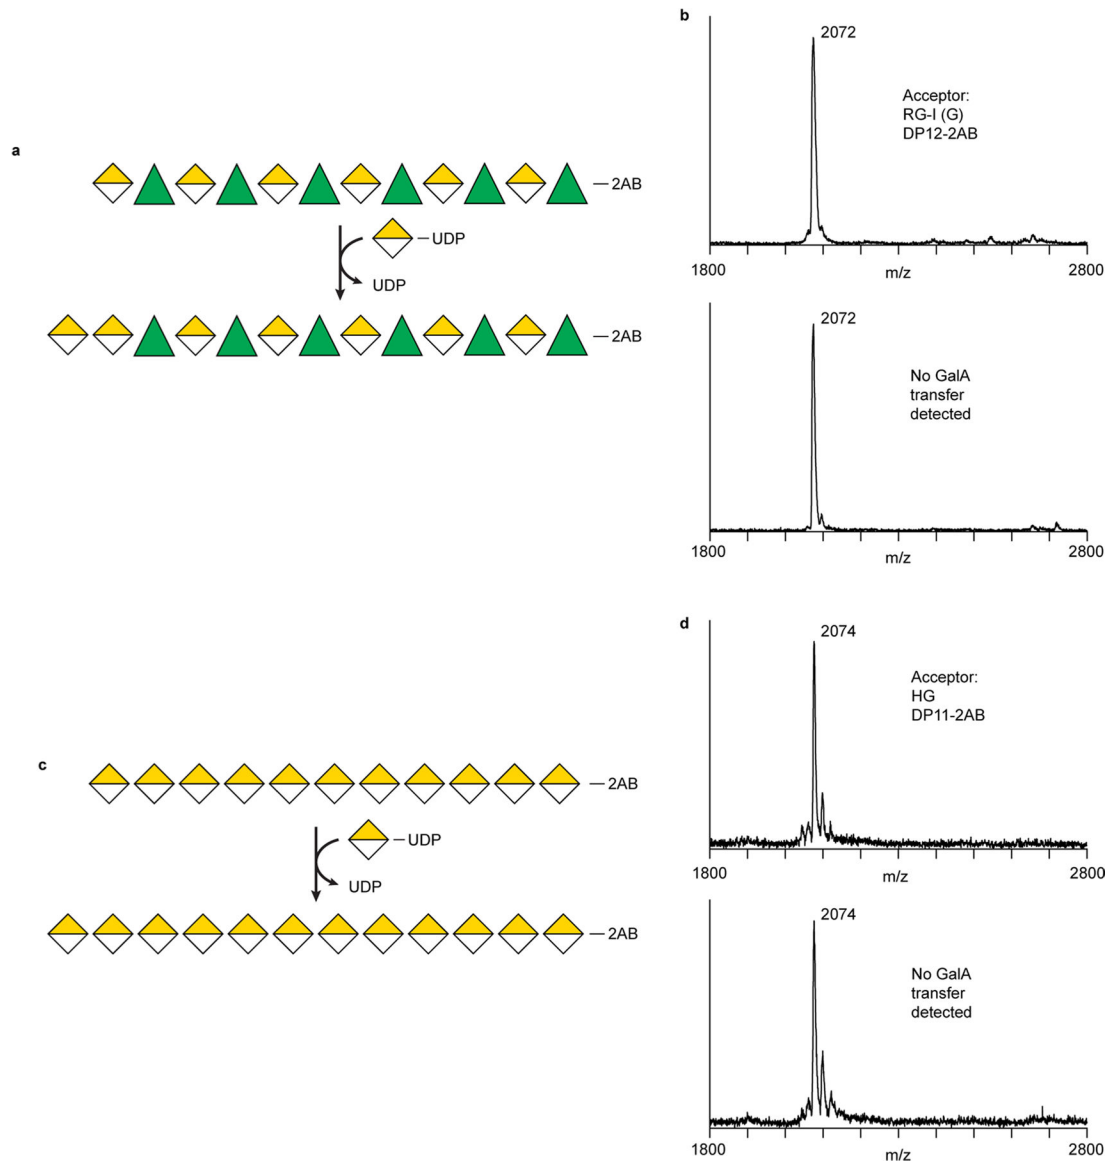 a
—2AB
—UDP
UDP
—2AB
b
2072
Acceptor:
RG-I (G)
DP12-2AB
1800
m/z
2800
2072
No GalA
transfer
detected
1800
m/z
2800
c
—2AB
—UDP
UDP
—2AB
d
2074
Acceptor:
HG
DP11-2AB
1800
m/z
2800
2074
No GalA
transfer
detected
1800
m/z
2800